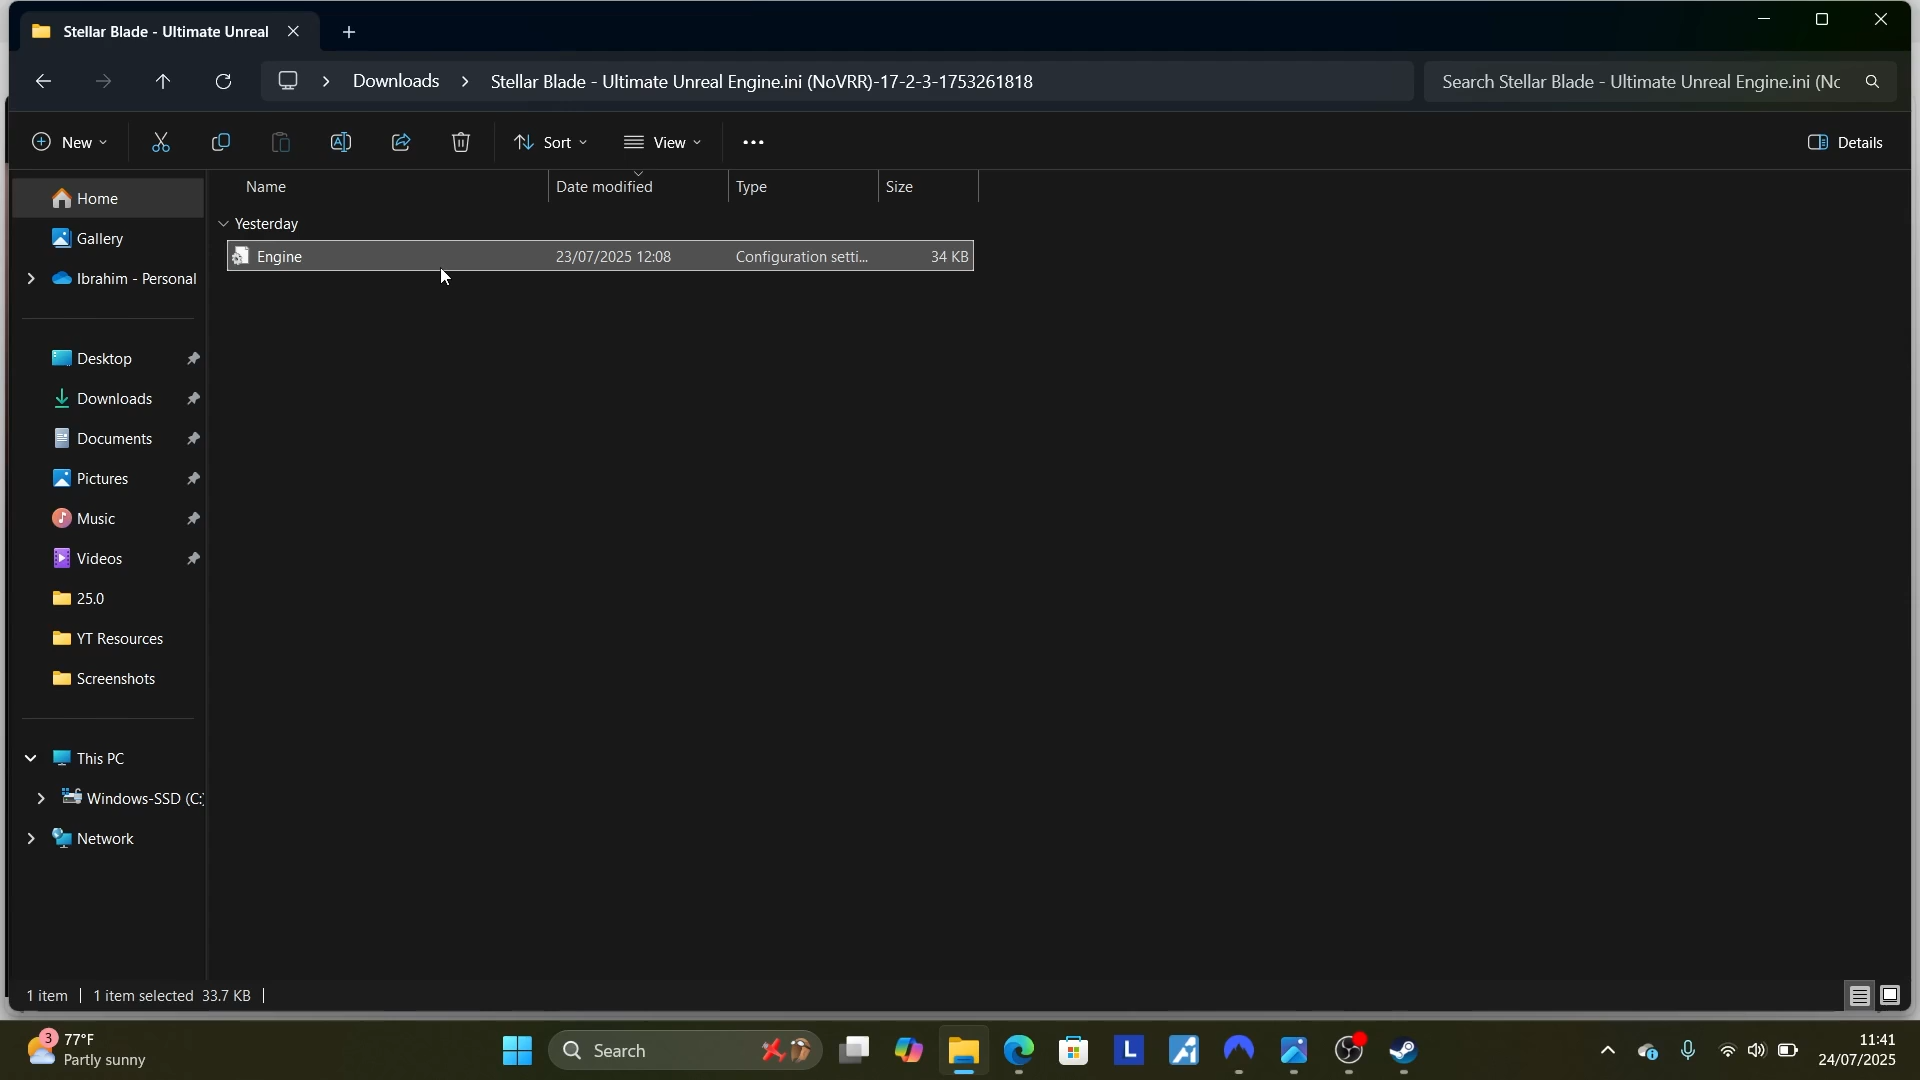 Stellar Blade - Ultimate Unreal
Downloads > Stellar Blade - Ultimate Unreal Engine.ini (NoVRR)-17-2-3-1753261818
Search Stellar Blade - Ultimate Unreal Engine.ini (Nc
New
Sort
View
Details
Name
Date modified
Type
Size
Yesterday
Engine
23/07/2025 12:08
Configuration setti...
34 KB
Home
Gallery
Ibrahim - Personal
Desktop
Downloads
Documents
Pictures
Music
Videos
25.0
YT Resources
Screenshots
This PC
Windows-SSD (C:)
Network
1 item
1 item selected 33.7 KB
3
77°F
Partly sunny
Search
L
11:41
24/07/2025